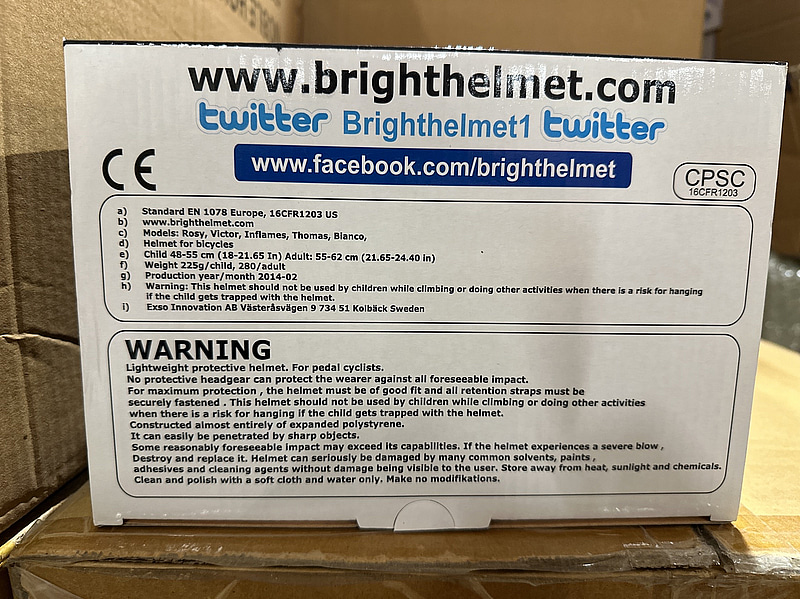 www.brighthelmet.com
twitter Brighthelmet1 twitter
www.facebook.com/brighthelmet
CE
CPSC
16CFR1203
a) Standard EN 1078 Europe, 16CFR1203 US
b) www.brighthelmet.com
c) Models: Rosy, Victor, Inflames, Thomas, Blanco,
d) Helmet for bicycles
e) Child 48-55 cm (18-21.65 In) Adult: 55-62 cm (21.65-24.40 in)
f) Weight 225g/child, 280/adult
g) Production year/month 2014-02
h) Warning: This helmet should not be used by children while climbing or doing other activities when there is a risk for hanging
if the child gets trapped with the helmet.
i) Exso Innovation AB Västeråsvägen 9 734 51 Kolbäck Sweden
WARNING
Lightweight protective helmet. For pedal cyclists.
No protective headgear can protect the wearer against all foreseeable impact.
For maximum protection , the helmet must be of good fit and all retention straps must be
securely fastened . This helmet should not be used by children while climbing or doing other activities
when there is a risk for hanging if the child gets trapped with the helmet.
Constructed almost entirely of expanded polystyrene.
It can easily be penetrated by sharp objects.
Some reasonably foreseeable impact may exceed its capabilities. If the helmet experiences a severe blow ,
Destroy and replace it. Helmet can seriously be damaged by many common solvents, paints ,
adhesives and cleaning agents without damage being visible to the user. Store away from heat, sunlight and chemicals.
Clean and polish with a soft cloth and water only. Make no modifikations.